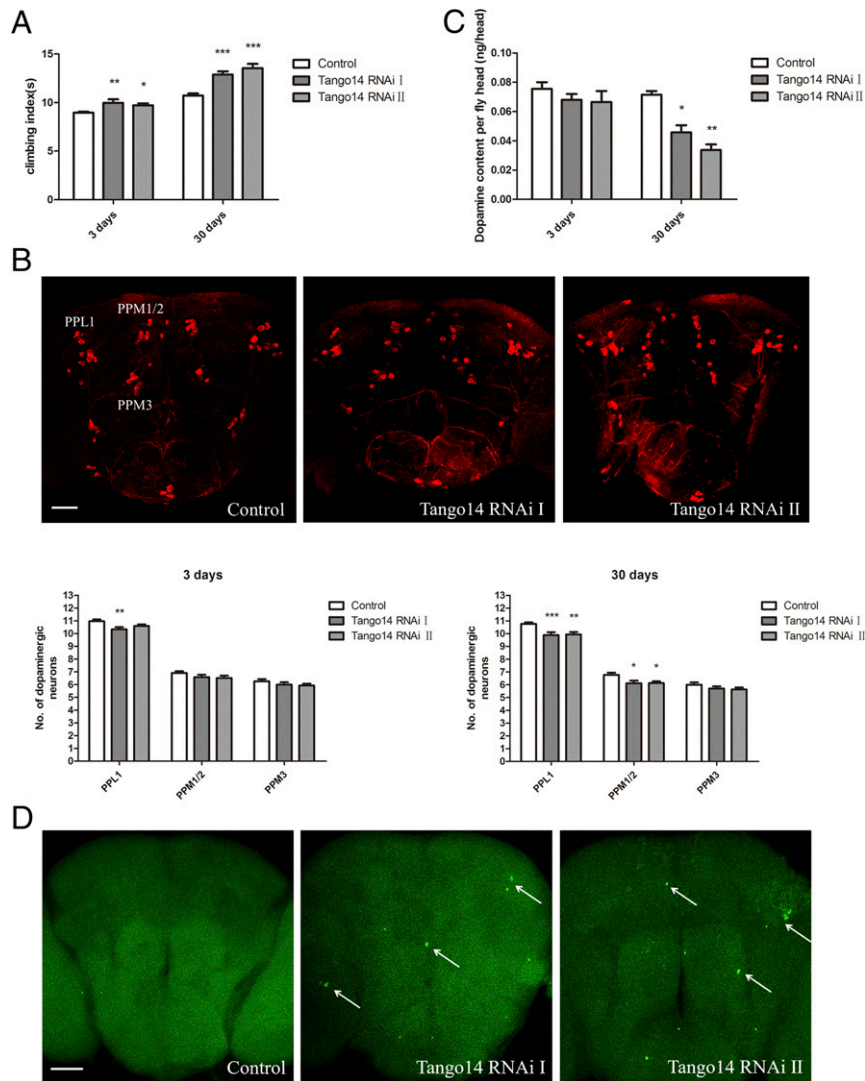 A
climbing index(s)
15
10
5
0
**
*
***
***
3 days
30 days
Control
Tango14 RNAi Ⅰ
Tango14 RNAi Ⅱ
C
Dopamine content per fly head (ng/head)
0.10
0.08
0.06
0.04
0.02
0.00
*
**
3 days
30 days
Control
Tango14 RNAi Ⅰ
Tango14 RNAi Ⅱ
B
PPM1/2
PPL1
PPM3
Control
Tango14 RNAi Ⅰ
Tango14 RNAi Ⅱ
3 days
No. of dopaminergic
neurons
13
12
11
10
9
8
7
6
5
4
3
2
1
0
**
PPL1
PPM1/2
PPM3
Control
Tango14 RNAi Ⅰ
Tango14 RNAi Ⅱ
30 days
No. of dopaminergic
neurons
13
12
11
10
9
8
7
6
5
4
3
2
1
0
***
**
*
*
PPL1
PPM1/2
PPM3
Control
Tango14 RNAi Ⅰ
Tango14 RNAi Ⅱ
D
Control
Tango14 RNAi Ⅰ
Tango14 RNAi Ⅱ